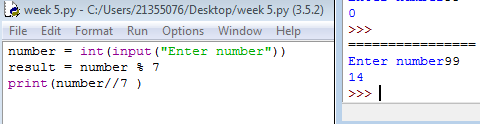 week 5.py - C:/Users/21355076/Desktop/week 5.py (3.5.2)
File Edit Format Run Options Window Help
number = int(input("Enter number"))
result = number % 7
print(number//7 )
0
>>>
================
Enter number99
14
>>>